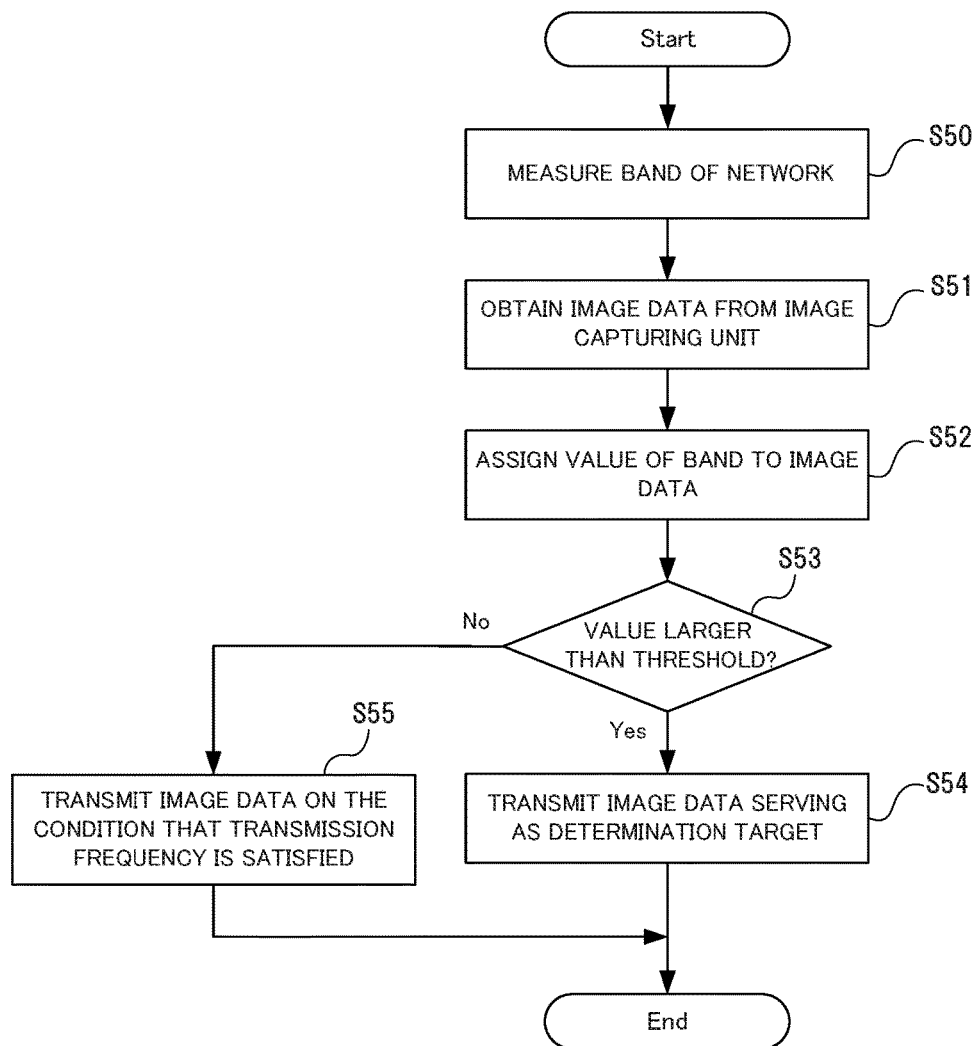 Start
S50
MEASURE BAND OF NETWORK
S51
OBTAIN IMAGE DATA FROM IMAGE
CAPTURING UNIT
S52
ASSIGN VALUE OF BAND TO IMAGE
DATA
S53
VALUE LARGER
THAN THRESHOLD?
No
Yes
S55
TRANSMIT IMAGE DATA ON THE
CONDITION THAT TRANSMISSION
FREQUENCY IS SATISFIED
S54
TRANSMIT IMAGE DATA SERVING
AS DETERMINATION TARGET
End